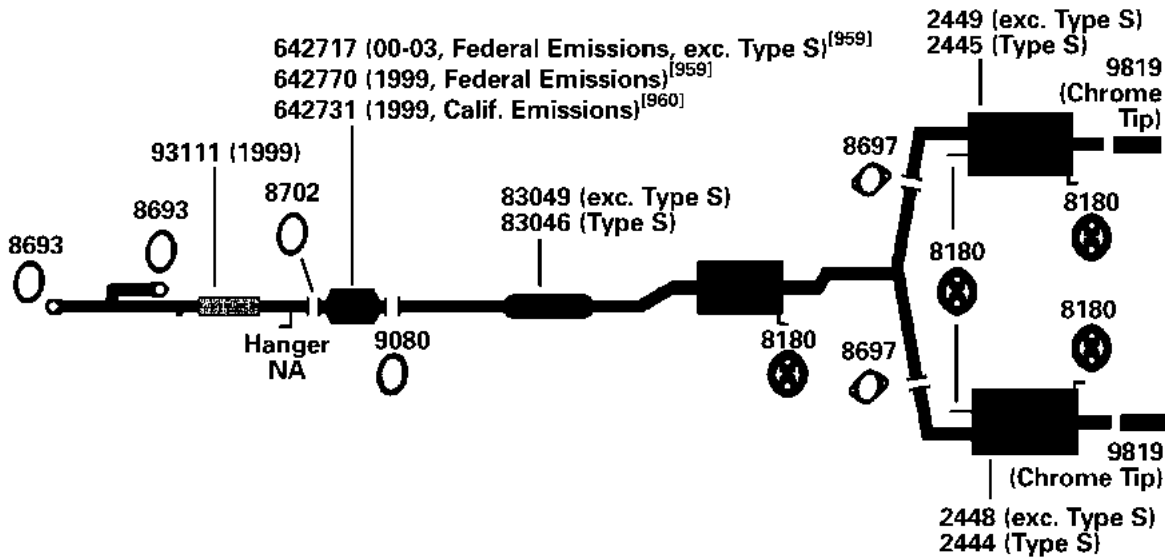 642717 (00-03, Federal Emissions, exc. Type S)[959]
642770 (1999, Federal Emissions)[959]
642731 (1999, Calif. Emissions)[960]
2449 (exc. Type S)
2445 (Type S)
9819
(Chrome
Tip)
93111 (1999)
8697
8702
83049 (exc. Type S)
83046 (Type S)
8693
8693
8180
8180
Hanger
NA
9080
8180
8697
8180
9819
(Chrome Tip)
2448 (exc. Type S)
2444 (Type S)